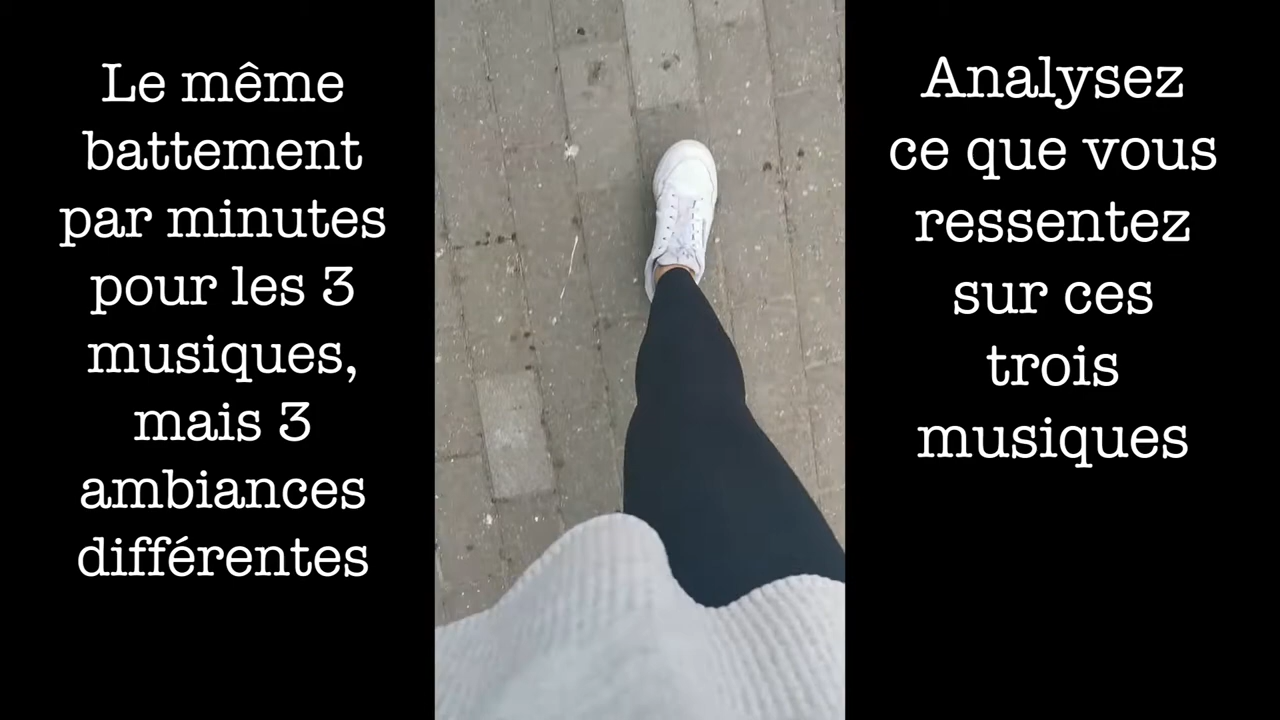 Le même
battement
par minutes
pour les 3
musiques,
mais 3
ambiances
différentes
Analysez
ce que vous
ressentez
sur ces
trois
musiques